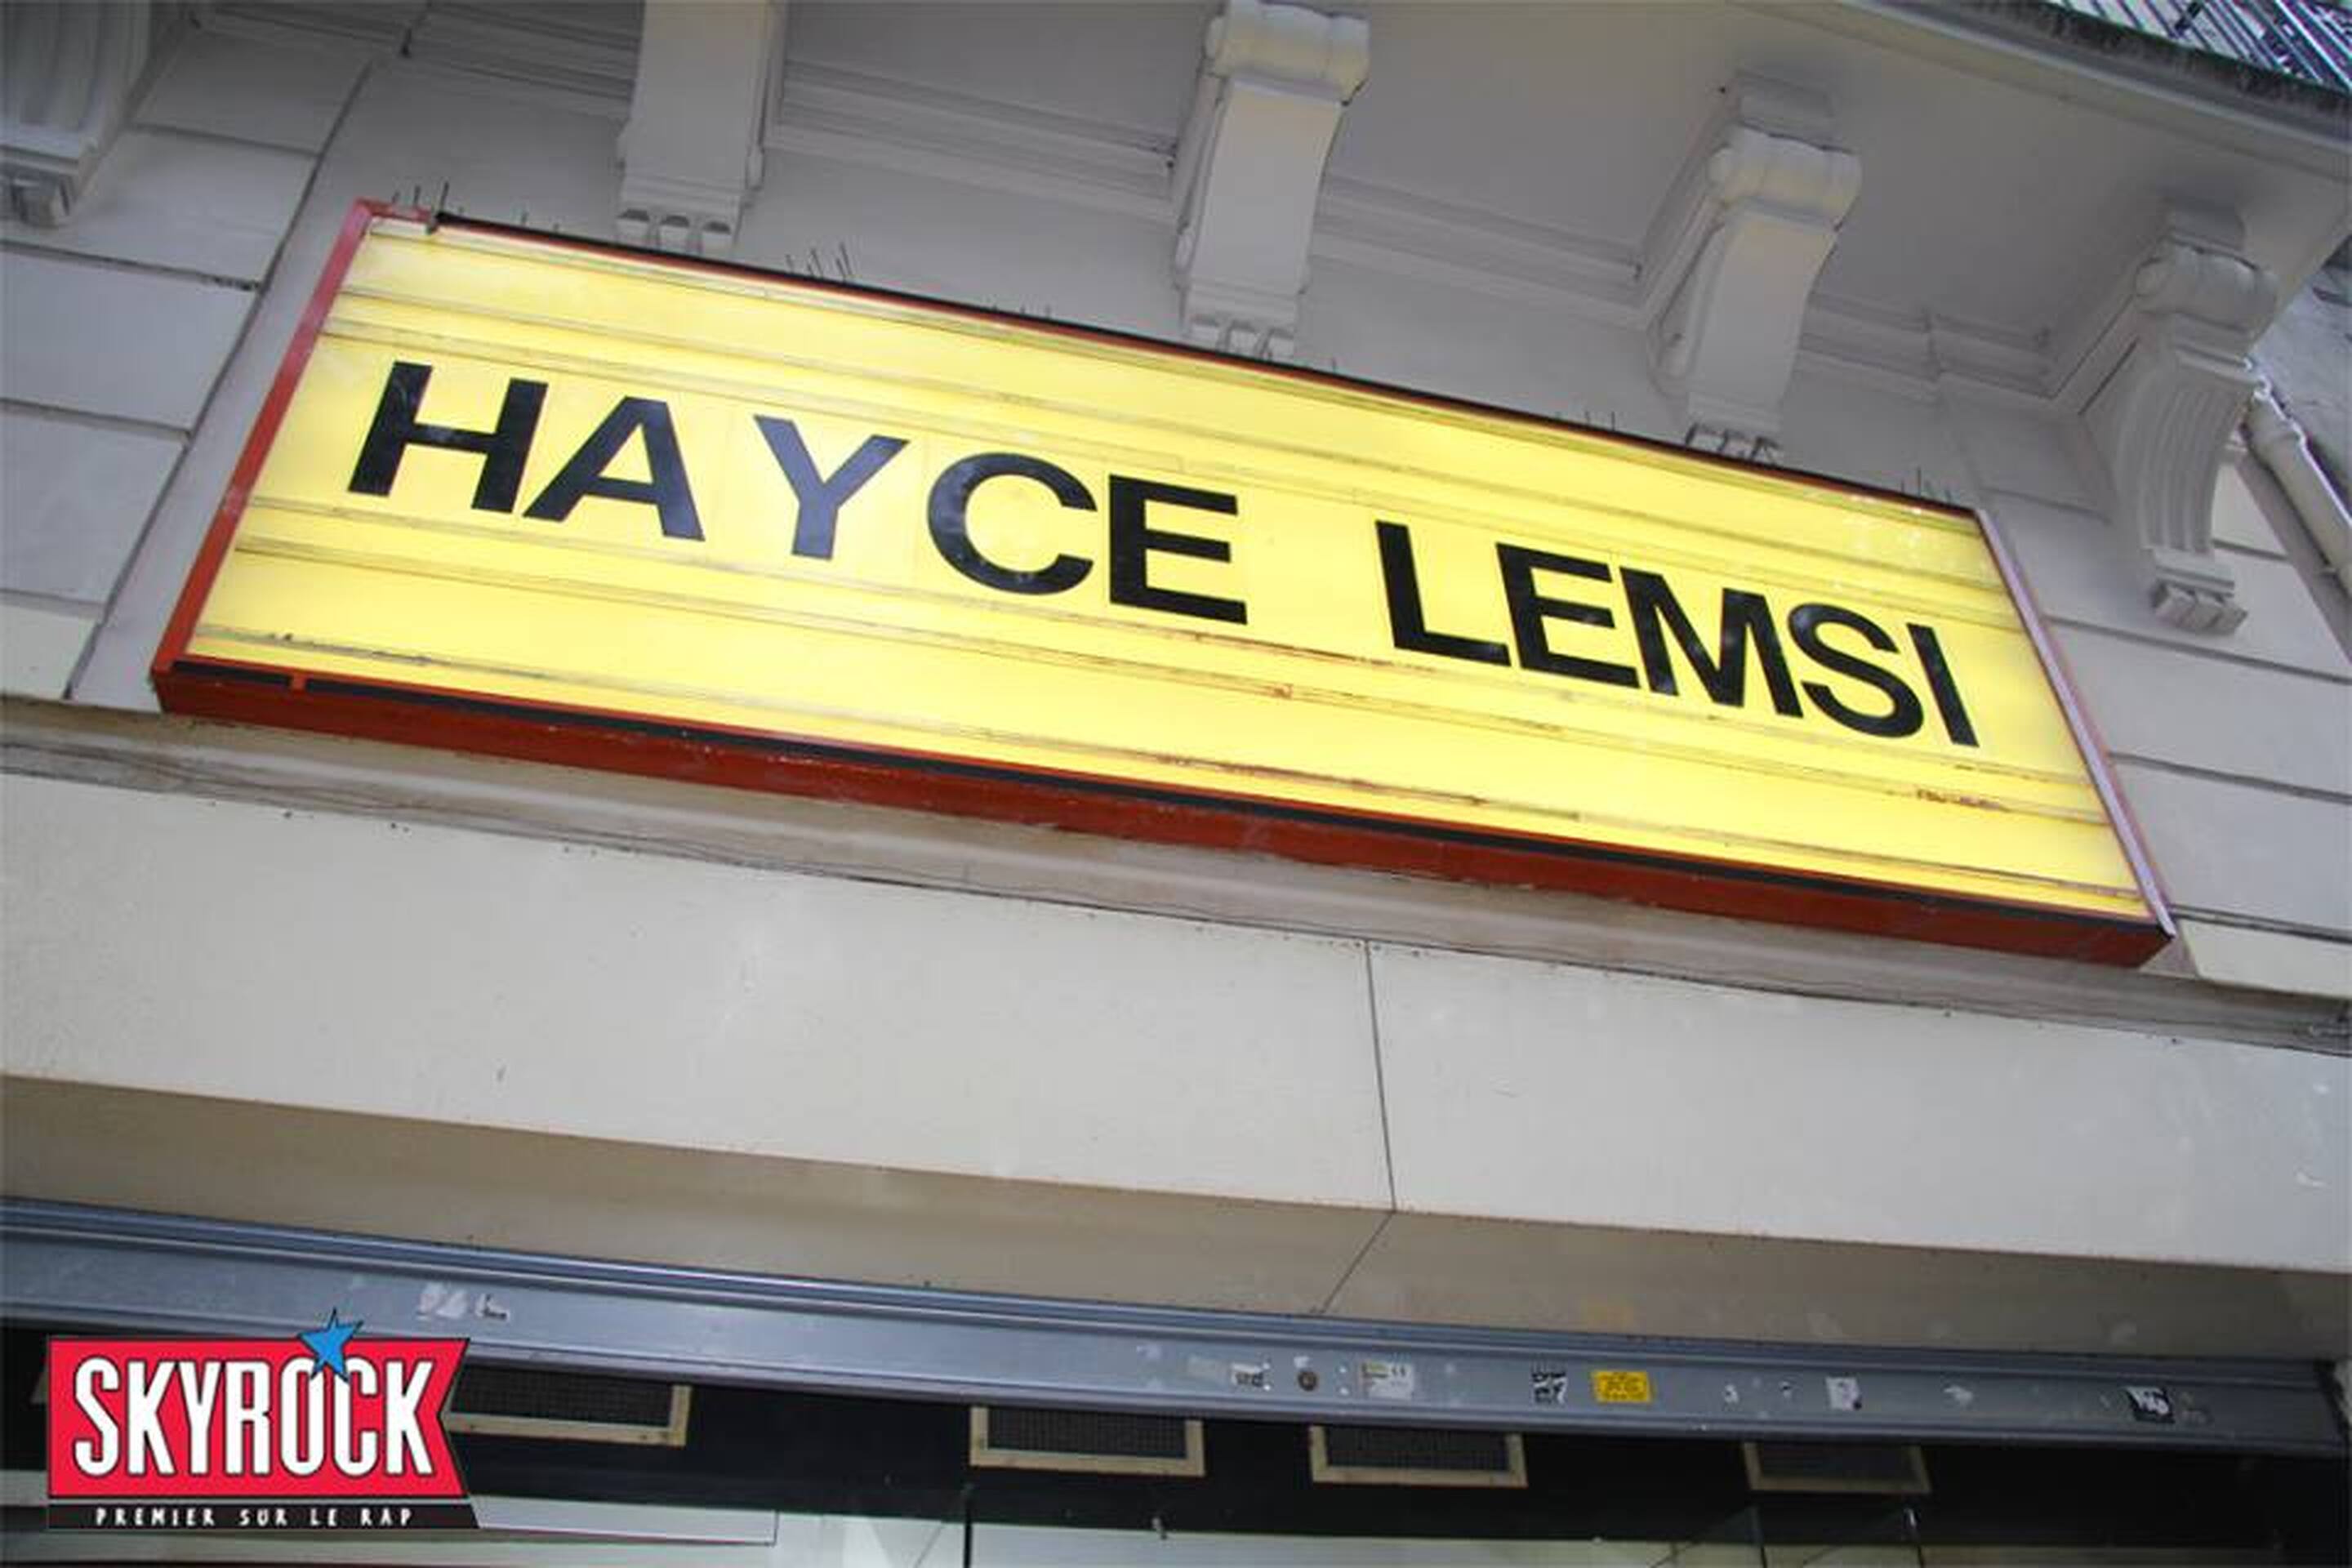 HAYCE LEMSI
SKYROCK
PREMIER SUR LE RAP